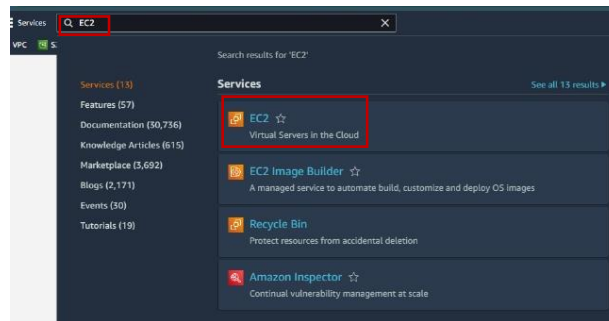 Services
EC2
VPC
Search results for 'EC2'
Services (13)
Features (57)
Documentation (30,736)
Knowledge Articles (615)
Marketplace (3,692)
Blogs (2,171)
Events (30)
Tutorials (19)
Services
See all 13 results
EC2
Virtual Servers in the Cloud
EC2 Image Builder
A managed service to automate build, customize and deploy OS images
Recycle Bin
Protect resources from accidental deletion
Amazon Inspector
Continual vulnerability management at scale